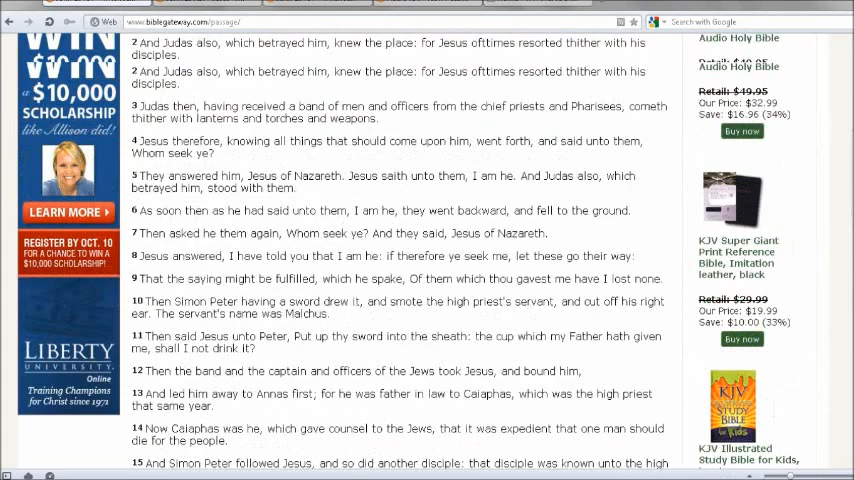 Web
www.biblegateway.com/passage/
Search with Google
WIN
a $10,000
SCHOLARSHIP
like Allison did!
LEARN MORE
REGISTER BY OCT. 10
FOR A CHANCE TO WIN
A $10,000 SCHOLARSHIP!
LIBERTY
UNIVERSITY
Online
Training Champions
for Christ since 1971
2 And Judas also, which betrayed him, knew the place: for Jesus ofttimes resorted thither with his
disciples.
2 And Judas also, which betrayed him, knew the place: for Jesus ofttimes resorted thither with his
disciples.
3 Judas then, having received a band of men and officers from the chief priests and Pharisees, cometh
thither with lanterns and torches and weapons.
4 Jesus therefore, knowing all things that should come upon him, went forth, and said unto them,
Whom seek ye?
5 They answered him, Jesus of Nazareth. Jesus saith unto them, I am he. And Judas also, which
betrayed him, stood with them.
6 As soon then as he had said unto them, I am he, they went backward, and fell to the ground.
7 Then asked he them again, Whom seek ye? And they said, Jesus of Nazareth.
8 Jesus answered, I have told you that I am he: if therefore ye seek me, let these go their way:
9 That the saying might be fulfilled, which he spake, Of them which thou gavest me have I lost none.
10 Then Simon Peter having a sword drew it, and smote the high priest's servant, and cut off his right
ear. The servant's name was Malchus.
11 Then said Jesus unto Peter, Put up thy sword into the sheath: the cup which my Father hath given
me, shall I not drink it?
12 Then the band and the captain and officers of the Jews took Jesus, and bound him,
13 And led him away to Annas first; for he was father in law to Caiaphas, which was the high priest
that same year.
14 Now Caiaphas was he, which gave counsel to the Jews, that it was expedient that one man should
die for the people.
15 And Simon Peter followed Jesus, and so did another disciple: that disciple was known unto the high
Audio Holy Bible
Audio Holy Bible
Retail: $49.95
Our Price: $32.99
Save: $16.96 (34%)
Buy now
KJV Super Giant
Print Reference
Bible, Imitation
leather, black
Retail: $29.99
Our Price: $19.99
Save: $10.00 (33%)
Buy now
KJV
STUDY
BIBLE
for Kids
KJV Illustrated
Study Bible for Kids,